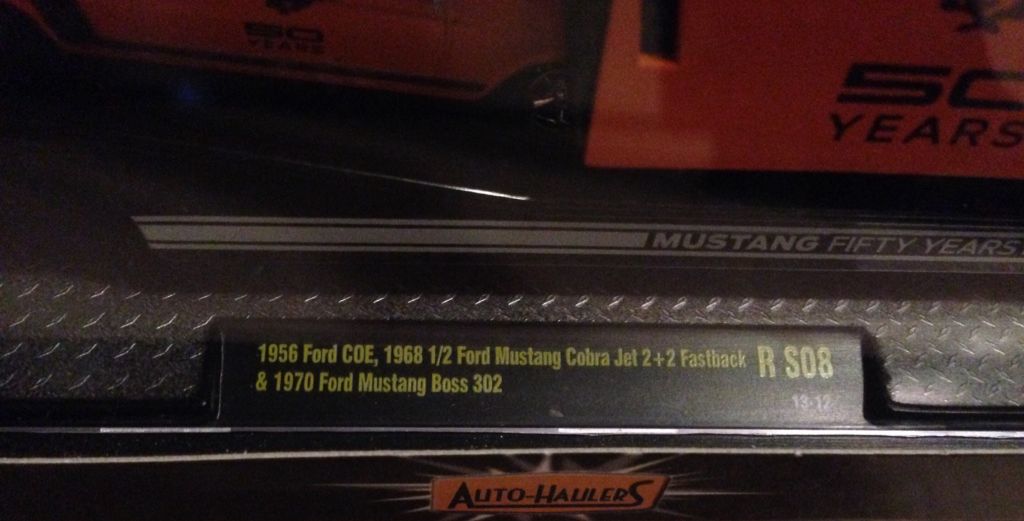 50
YEARS
50
YEARS
MUSTANG FIFTY YEARS
1956 Ford COE, 1968 1/2 Ford Mustang Cobra Jet 2+2 Fastback R S08
& 1970 Ford Mustang Boss 302
13-12
AUTO-HAULERS